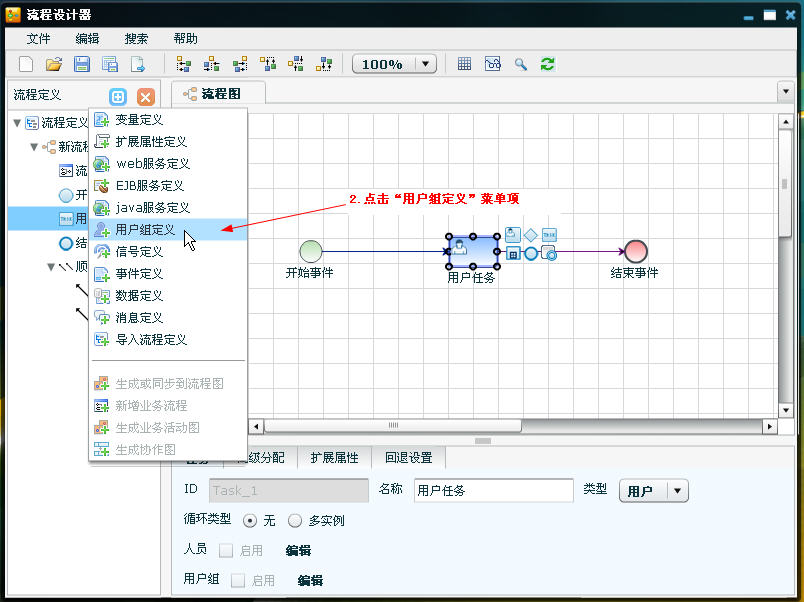 流程设计器
文件 编辑 搜索 帮助
100%
流程定义
流程图
流程定义
新流程
流
开
用
结
顺
变量定义
扩展属性定义
web服务定义
EJB服务定义
java服务定义
用户组定义
信号定义
事件定义
数据定义
消息定义
导入流程定义
生成或同步到流程图
新增业务流程
生成业务活动图
生成协作图
2.点击“用户组定义”菜单项
开始事件
用户任务
结束事件
级分配 扩展属性 回退设置
ID Task_1 名称 用户任务 类型 用户
循环类型 无 多实例
人员 启用 编辑
用户组 启用 编辑